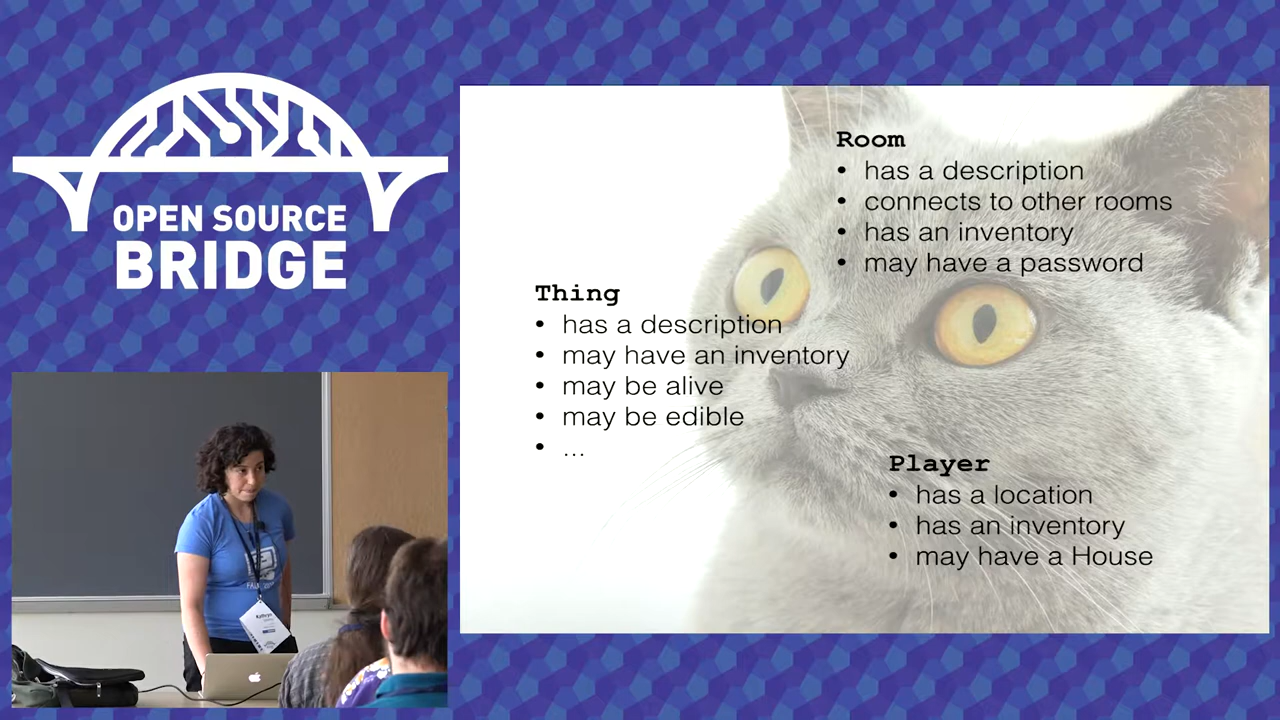 OPEN SOURCE
BRIDGE
Room
• has a description
• connects to other rooms
• has an inventory
• may have a password
Thing
• has a description
• may have an inventory
• may be alive
• may be edible
• ...
Player
• has a location
• has an inventory
• may have a House
Kathryn